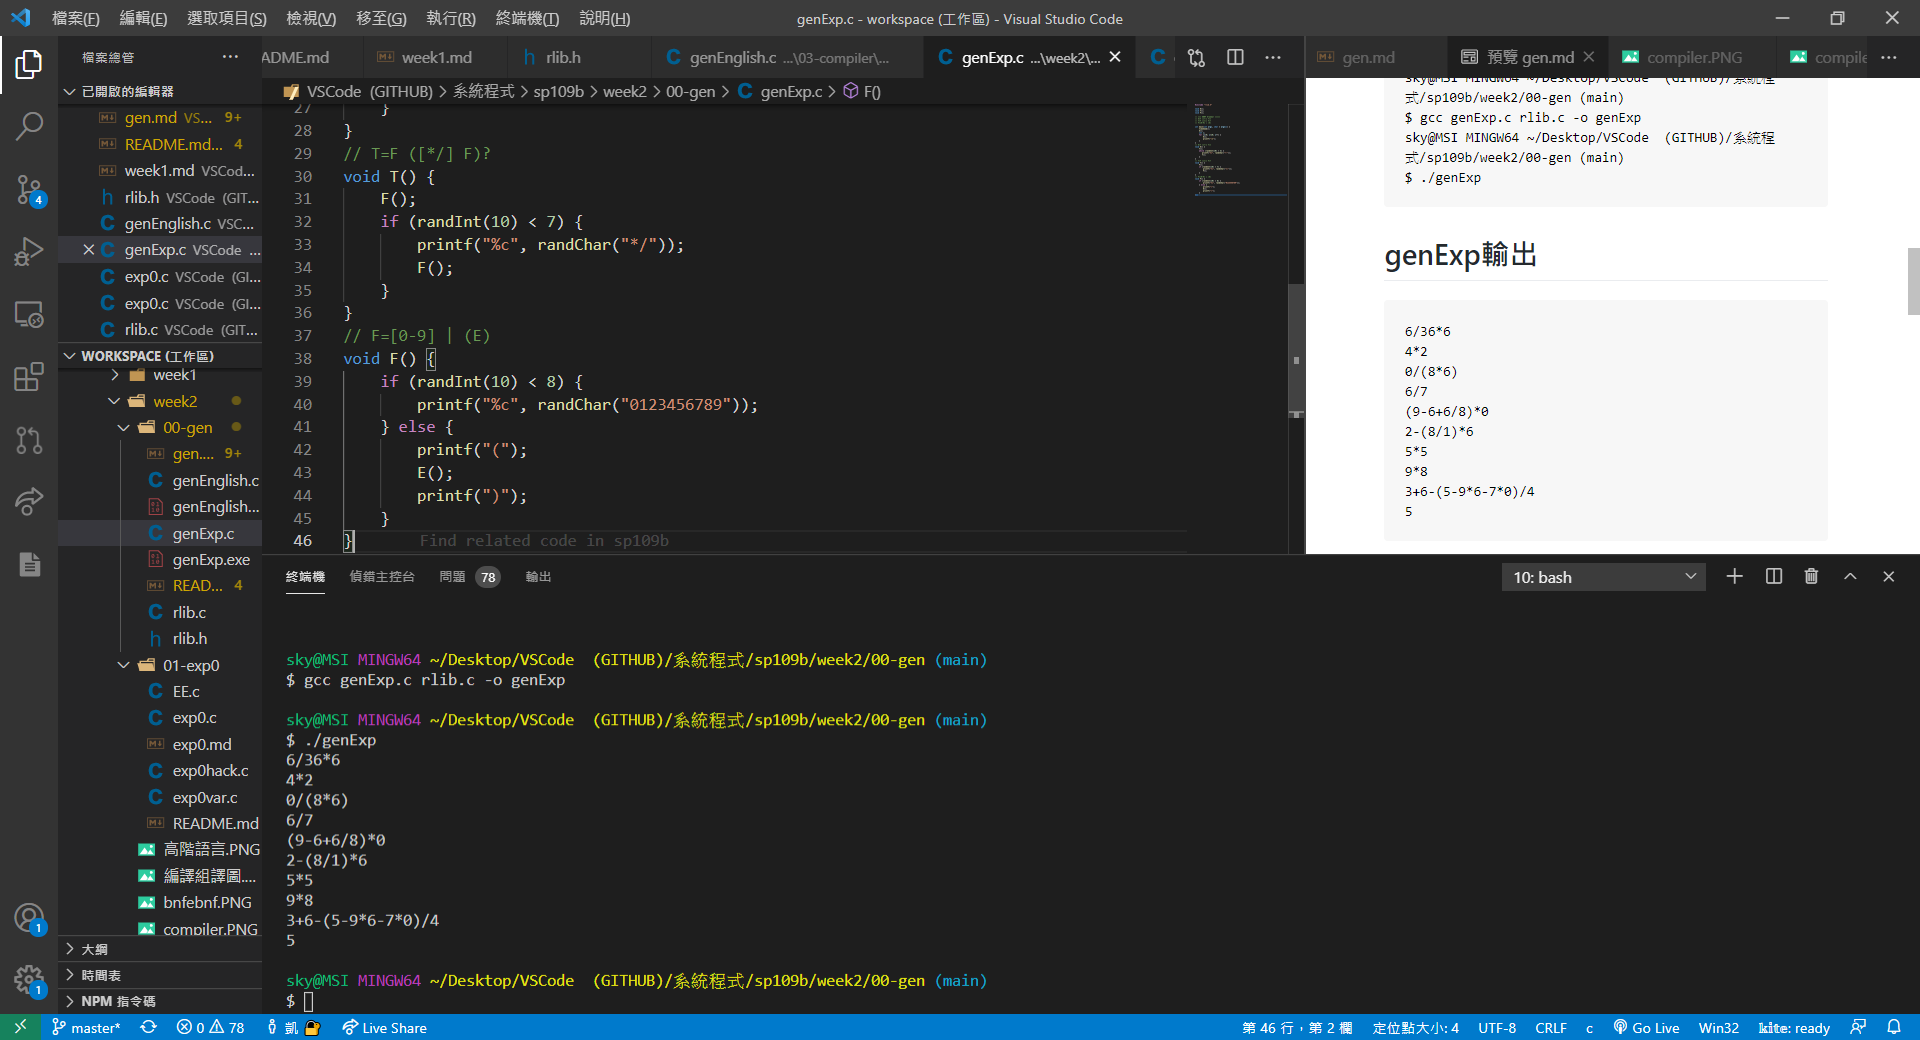 檔案(F) 編輯(E) 選取項目(S) 檢視(V) 移至(G) 執行(R) 終端機(T) 說明(H)
genExp.c - workspace (工作區) - Visual Studio Code
檔案總管
ADME.md week1.md rlib.h genEnglish.c ...\03-compiler\... genExp.c ...\week2\...
gen.md 預覽 gen.md compiler.PNG compile
VSCode (GITHUB) > 系統程式 > sp109b > week2 > 00-gen > genExp.c > F()
已開啟的編輯器
gen.md VS... 9+
README.md... 4
week1.md VSCod...
rlib.h VSCode (GIT...
genEnglish.c VSC...
genExp.c VSCode ...
exp0.c VSCode (GI...
exp0.c VSCode (GI...
rlib.c VSCode (GIT...
WORKSPACE (工作區)
week1
week2
00-gen
gen.... 9+
genEnglish.c
genEnglish...
genExp.c
genExp.exe
READ... 4
rlib.c
rlib.h
01-exp0
EE.c
exp0.c
exp0.md
exp0hack.c
exp0var.c
README.md
高階語言.PNG
編譯組譯圖....
bnfebnf.PNG
compiler.PNG
大綱
時間表
NPM 指令碼
27 }
28 }
29 // T=F ([*/] F)?
30 void T() {
31 F();
32 if (randInt(10) < 7) {
33 printf("%c", randChar("*/"));
34 F();
35 }
36 }
37 // F=[0-9] | (E)
38 void F() {
39 if (randInt(10) < 8) {
40 printf("%c", randChar("0123456789"));
41 } else {
42 printf("(");
43 E();
44 printf(")");
45 }
46 } Find related code in sp109b
sky@MSI MINGW64 ~/Desktop/VSCode (GITHUB)/系統程
式/sp109b/week2/00-gen (main)
$ gcc genExp.c rlib.c -o genExp
sky@MSI MINGW64 ~/Desktop/VSCode (GITHUB)/系統程
式/sp109b/week2/00-gen (main)
$ ./genExp
genExp輸出
6/36*6
4*2
0/(8*6)
6/7
(9-6+6/8)*0
2-(8/1)*6
5*5
9*8
3+6-(5-9*6-7*0)/4
5
終端機 偵錯主控台 問題 78 輸出
10: bash
sky@MSI MINGW64 ~/Desktop/VSCode (GITHUB)/系統程式/sp109b/week2/00-gen (main)
$ gcc genExp.c rlib.c -o genExp
sky@MSI MINGW64 ~/Desktop/VSCode (GITHUB)/系統程式/sp109b/week2/00-gen (main)
$ ./genExp
6/36*6
4*2
0/(8*6)
6/7
(9-6+6/8)*0
2-(8/1)*6
5*5
9*8
3+6-(5-9*6-7*0)/4
5
sky@MSI MINGW64 ~/Desktop/VSCode (GITHUB)/系統程式/sp109b/week2/00-gen (main)
$
4
1
1
master* 0 78 凱 Live Share
第 46 行，第 2 欄 定位點大小: 4 UTF-8 CRLF c Go Live Win32 kite: ready